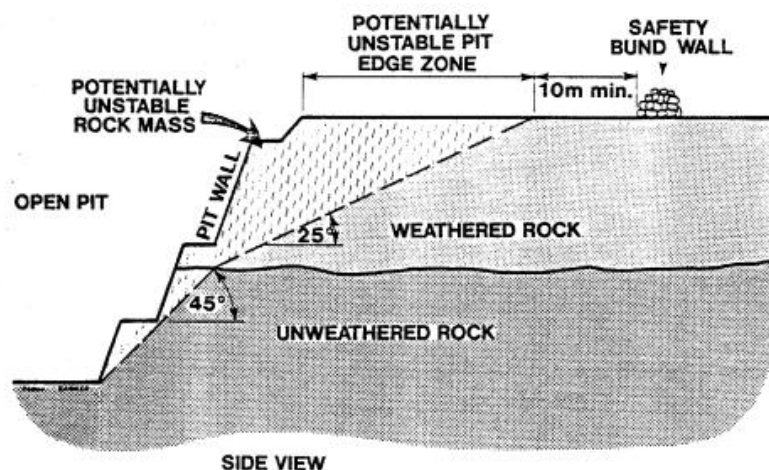 POTENTIALLY
UNSTABLE PIT
EDGE ZONE
SAFETY
BUND WALL
10m min.
POTENTIALLY
UNSTABLE
ROCK MASS
OPEN PIT
PIT WALL
25°
WEATHERED ROCK
45°
UNWEATHERED ROCK
SIDE VIEW